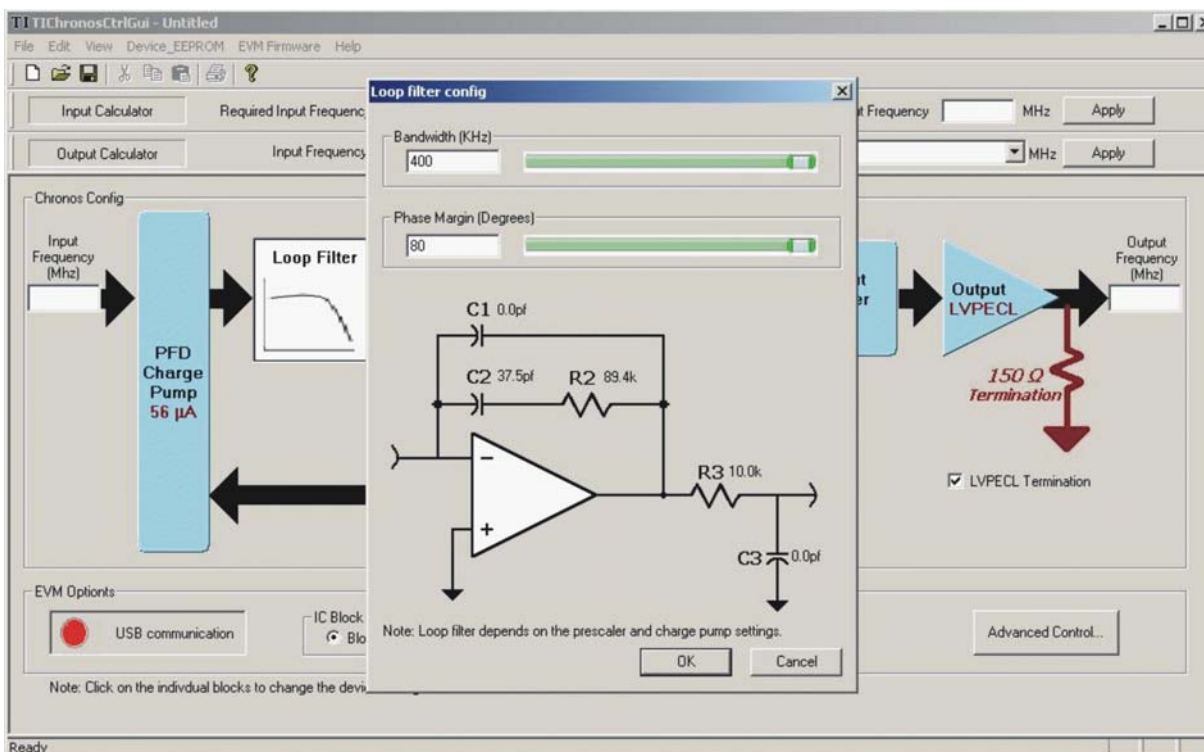 TI TIChronosCtrlGui - Untitled
File Edit View Device_EEPROM EVM Firmware Help
Input Calculator Required Input Frequenc MHz Apply
Output Calculator Input Frequency MHz Apply
Loop filter config
Bandwidth (KHz)
400
Phase Margin (Degrees)
80
C1 0.0pf
C2 37.5pf R2 89.4k
R3 10.0k
C3 0.0pf
Note: Loop filter depends on the prescaler and charge pump settings.
OK Cancel
Chronos Config
Input
Frequency
(Mhz)
Loop Filter
PFD
Charge
Pump
56 µA
Output
LVPECL
Output
Frequency
(Mhz)
150 Ω
Termination
LVPECL Termination
EVM Optionts
USB communication
IC Block
Blo
Advanced Control...
Note: Click on the indivdual blocks to change the devi
Ready